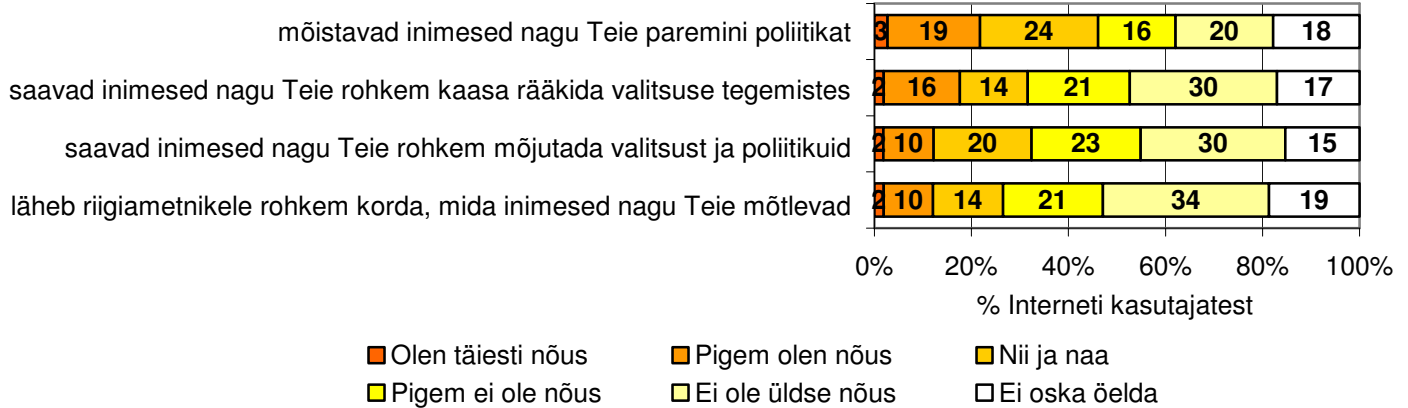 mõistavad inimesed nagu Teie paremini poliitikat 3 19 24 16 20 18
saavad inimesed nagu Teie rohkem kaasa rääkida valitsuse tegemistes 2 16 14 21 30 17
saavad inimesed nagu Teie rohkem mõjutada valitsust ja poliitikuid 2 10 20 23 30 15
läheb riigiametnikele rohkem korda, mida inimesed nagu Teie mõtlevad 2 10 14 21 34 19
0% 20% 40% 60% 80% 100%
% Interneti kasutajatest
Olen täiesti nõus Pigem olen nõus Nii ja naa
Pigem ei ole nõus Ei ole üldse nõus Ei oska öelda